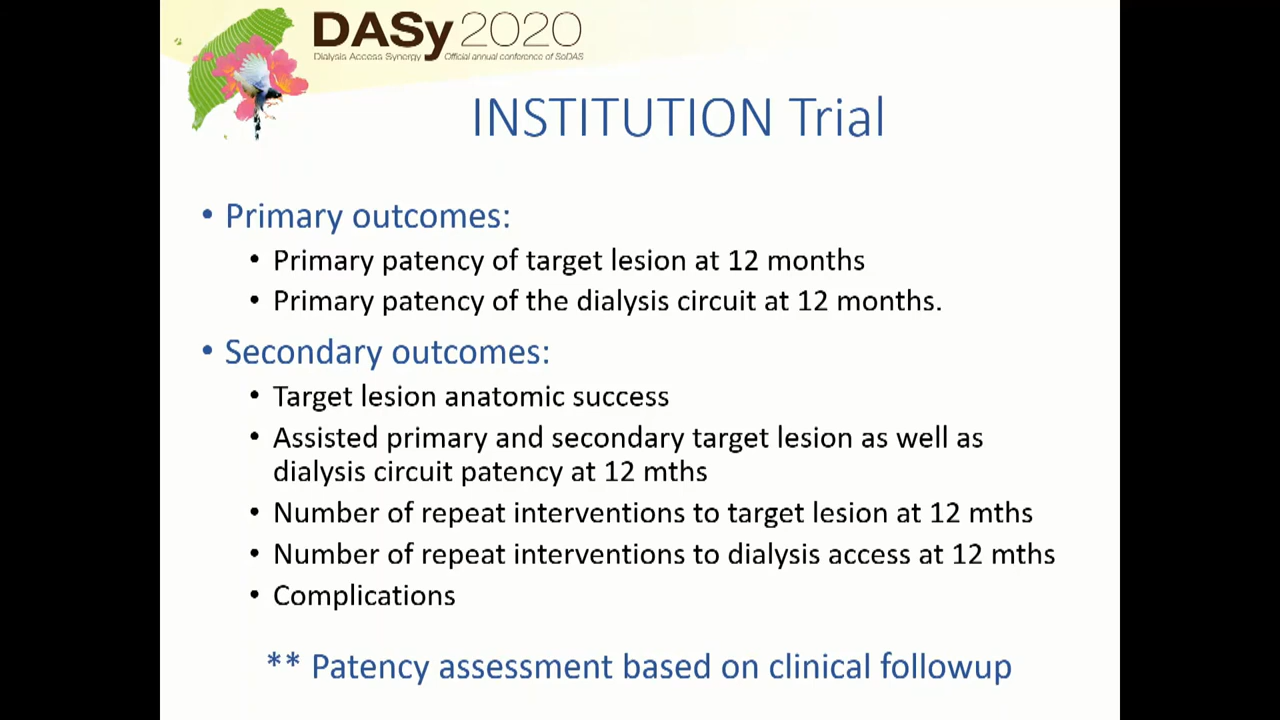 DASy 2020
Dialysis Access Synergy Official annual conference of SoDAS
INSTITUTION Trial
• Primary outcomes:
• Primary patency of target lesion at 12 months
• Primary patency of the dialysis circuit at 12 months.
• Secondary outcomes:
• Target lesion anatomic success
• Assisted primary and secondary target lesion as well as
dialysis circuit patency at 12 mths
• Number of repeat interventions to target lesion at 12 mths
• Number of repeat interventions to dialysis access at 12 mths
• Complications
** Patency assessment based on clinical followup